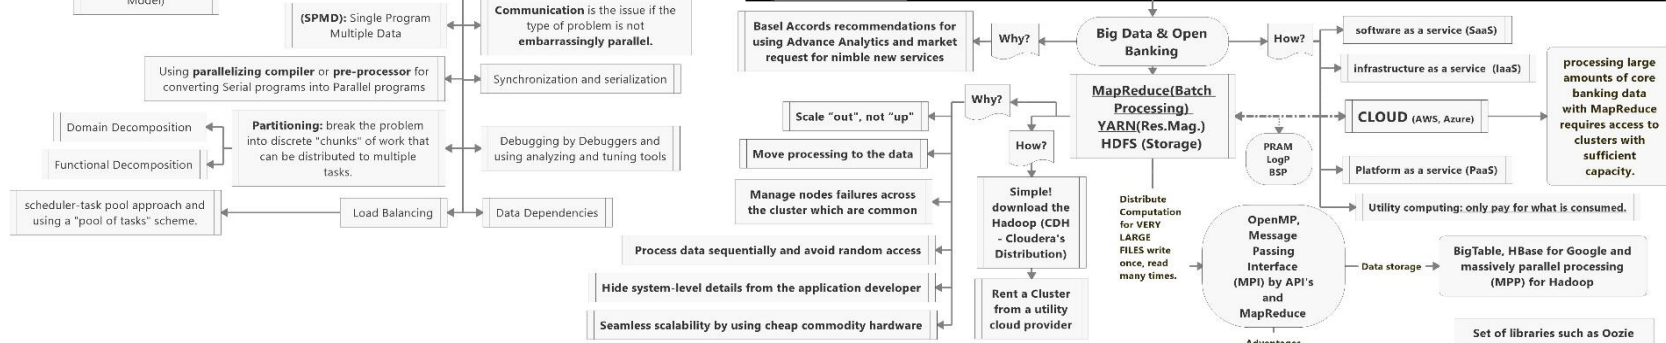 Model)
(SPMD): Single Program
Multiple Data
Communication is the issue if the
type of problem is not
embarrassingly parallel.
Using parallelizing compiler or pre-processor for
converting Serial programs into Parallel programs
Synchronization and serialization
Domain Decomposition
Functional Decomposition
Partitioning: break the problem
into discrete "chunks" of work that
can be distributed to multiple
tasks.
Debugging by Debuggers and
using analyzing and tuning tools
scheduler-task pool approach and
using a "pool of tasks" scheme.
Load Balancing
Data Dependencies
Basel Accords recommendations for
using Advance Analytics and market
request for nimble new services
Why?
Big Data & Open
Banking
How?
software as a service (SaaS)
infrastructure as a service (IaaS)
CLOUD (AWS, Azure)
Platform as a service (PaaS)
Utility computing: only pay for what is consumed.
processing large
amounts of core
banking data
with MapReduce
requires access to
clusters with
sufficient
capacity.
MapReduce(Batch
Processing)
YARN(Res.Mag.)
HDFS (Storage)
PRAM
LogP
BSP
Why?
Scale "out", not "up"
Move processing to the data
Manage nodes failures across
the cluster which are common
Process data sequentially and avoid random access
Hide system-level details from the application developer
Seamless scalability by using cheap commodity hardware
How?
Simple!
download the
Hadoop (CDH
- Cloudera's
Distribution)
Rent a Cluster
from a utility
cloud provider
Distribute
Computation
for VERY
LARGE
FILES write
once, read
many times.
OpenMP,
Message
Passing
Interface
(MPI) by API's
and
MapReduce
Data storage
BigTable, HBase for Google and
massively parallel processing
(MPP) for Hadoop
Set of libraries such as Oozie
Advantages